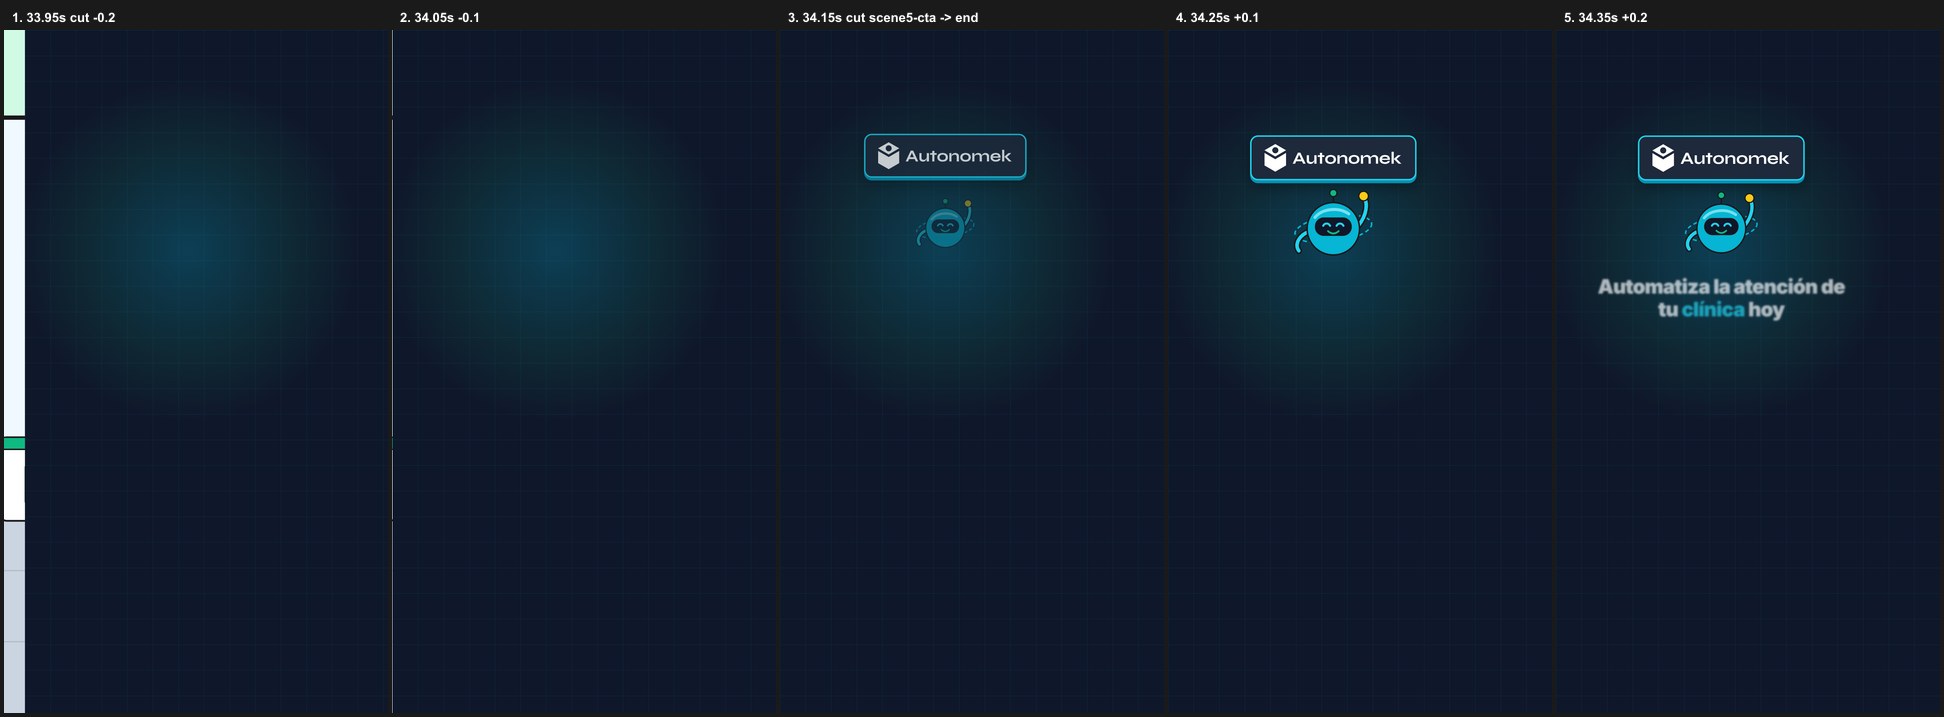 1. 33.95s cut -0.2
2. 34.05s -0.1
3. 34.15s cut scene5-cta -> end
4. 34.25s +0.1
5. 34.35s +0.2
Autonomek
Autonomek
Autonomek
Automatiza la atención de
tu clínica hoy